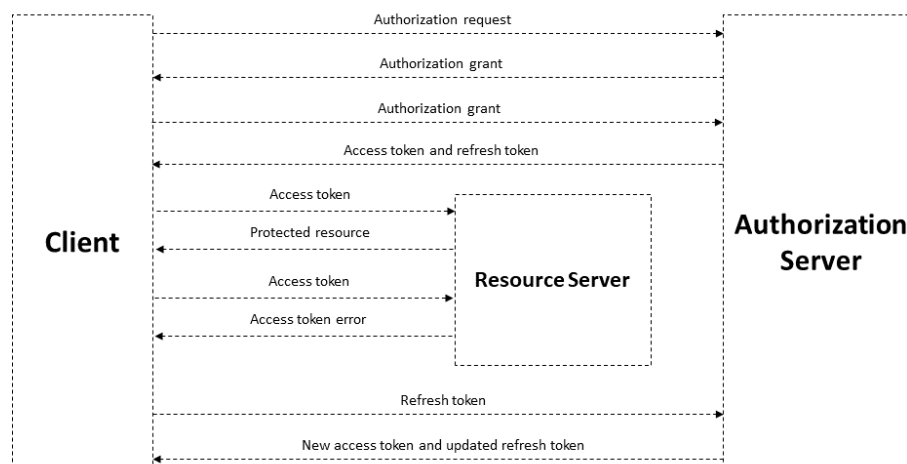 Authorization request
Authorization grant
Authorization grant
Access token and refresh token
Access token
Protected resource
Access token
Access token error
Client
Resource Server
Authorization
Server
Refresh token
New access token and updated refresh token